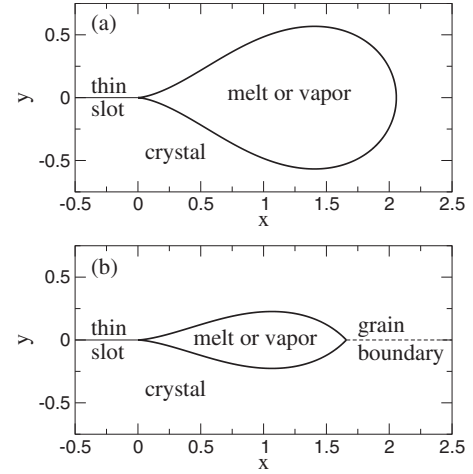 (a)
0.5
thin
melt or vapor
y
0
slot
crystal
-0.5
-0.5 0 0.5 1 1.5 2 2.5
x
(b)
0.5
thin
grain
y
0
melt or vapor
slot
boundary
crystal
-0.5
-0.5 0 0.5 1 1.5 2 2.5
x